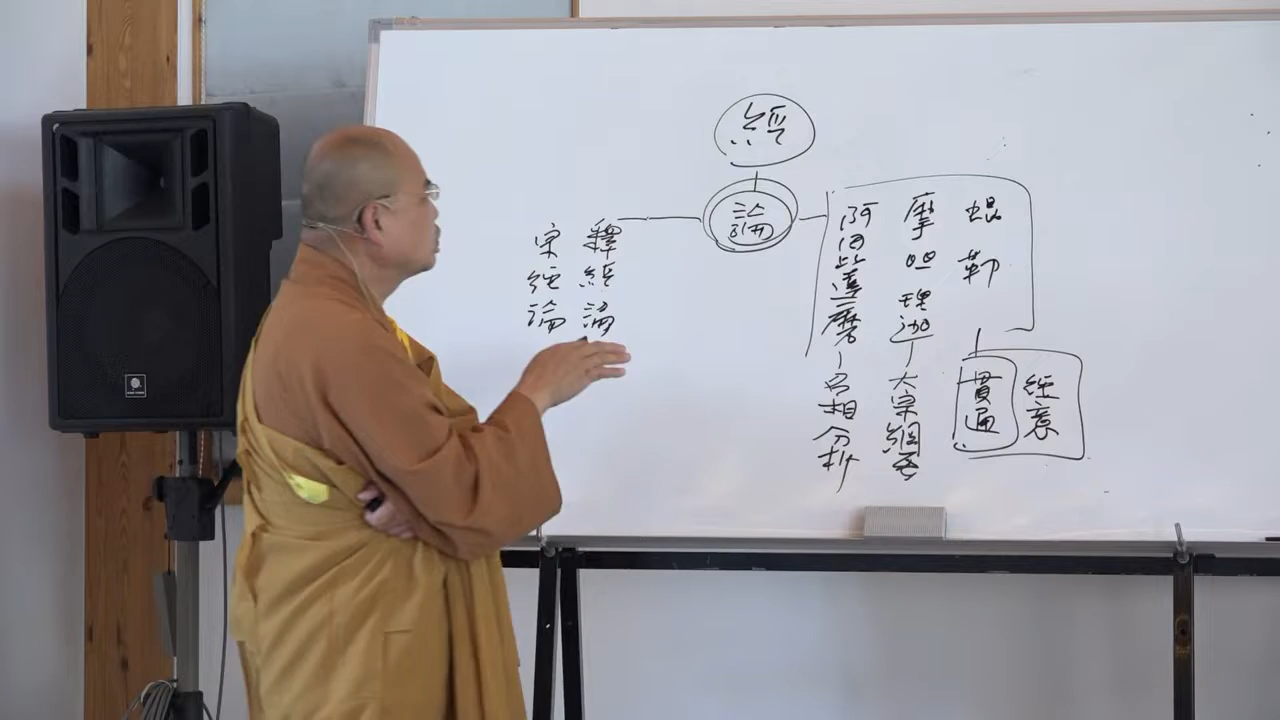 經
論
蜫勒
貫通
經意
摩呾理迦-大宗綱要
阿毘達磨-名相分析
釋經論
宗經論